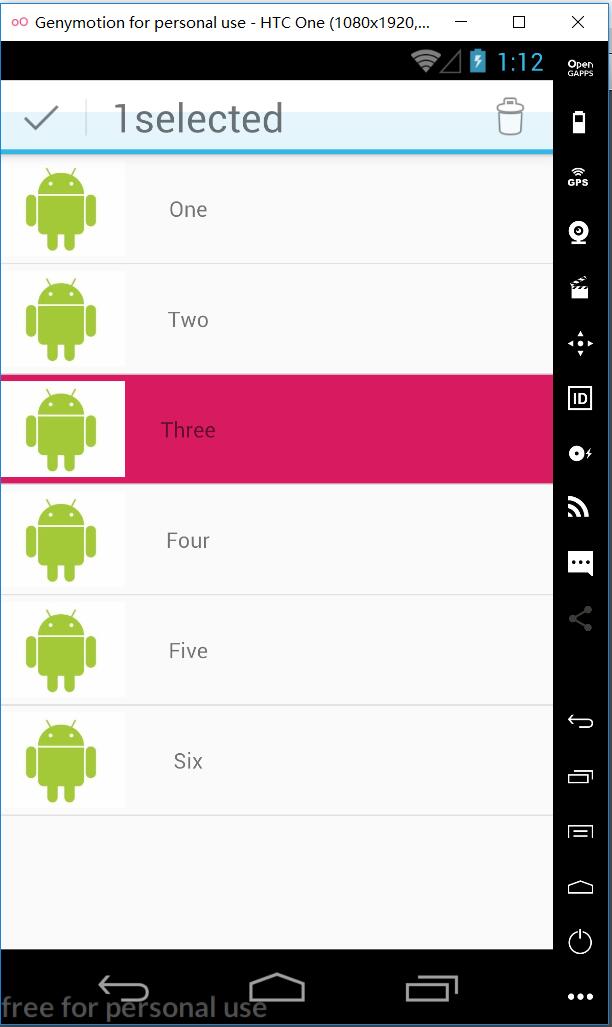 Genymotion for personal use - HTC One (1080x1920,...
1:12
Open
GAPPS
1selected
GPS
One
Two
Three
ID
Four
Five
Six
free for personal use